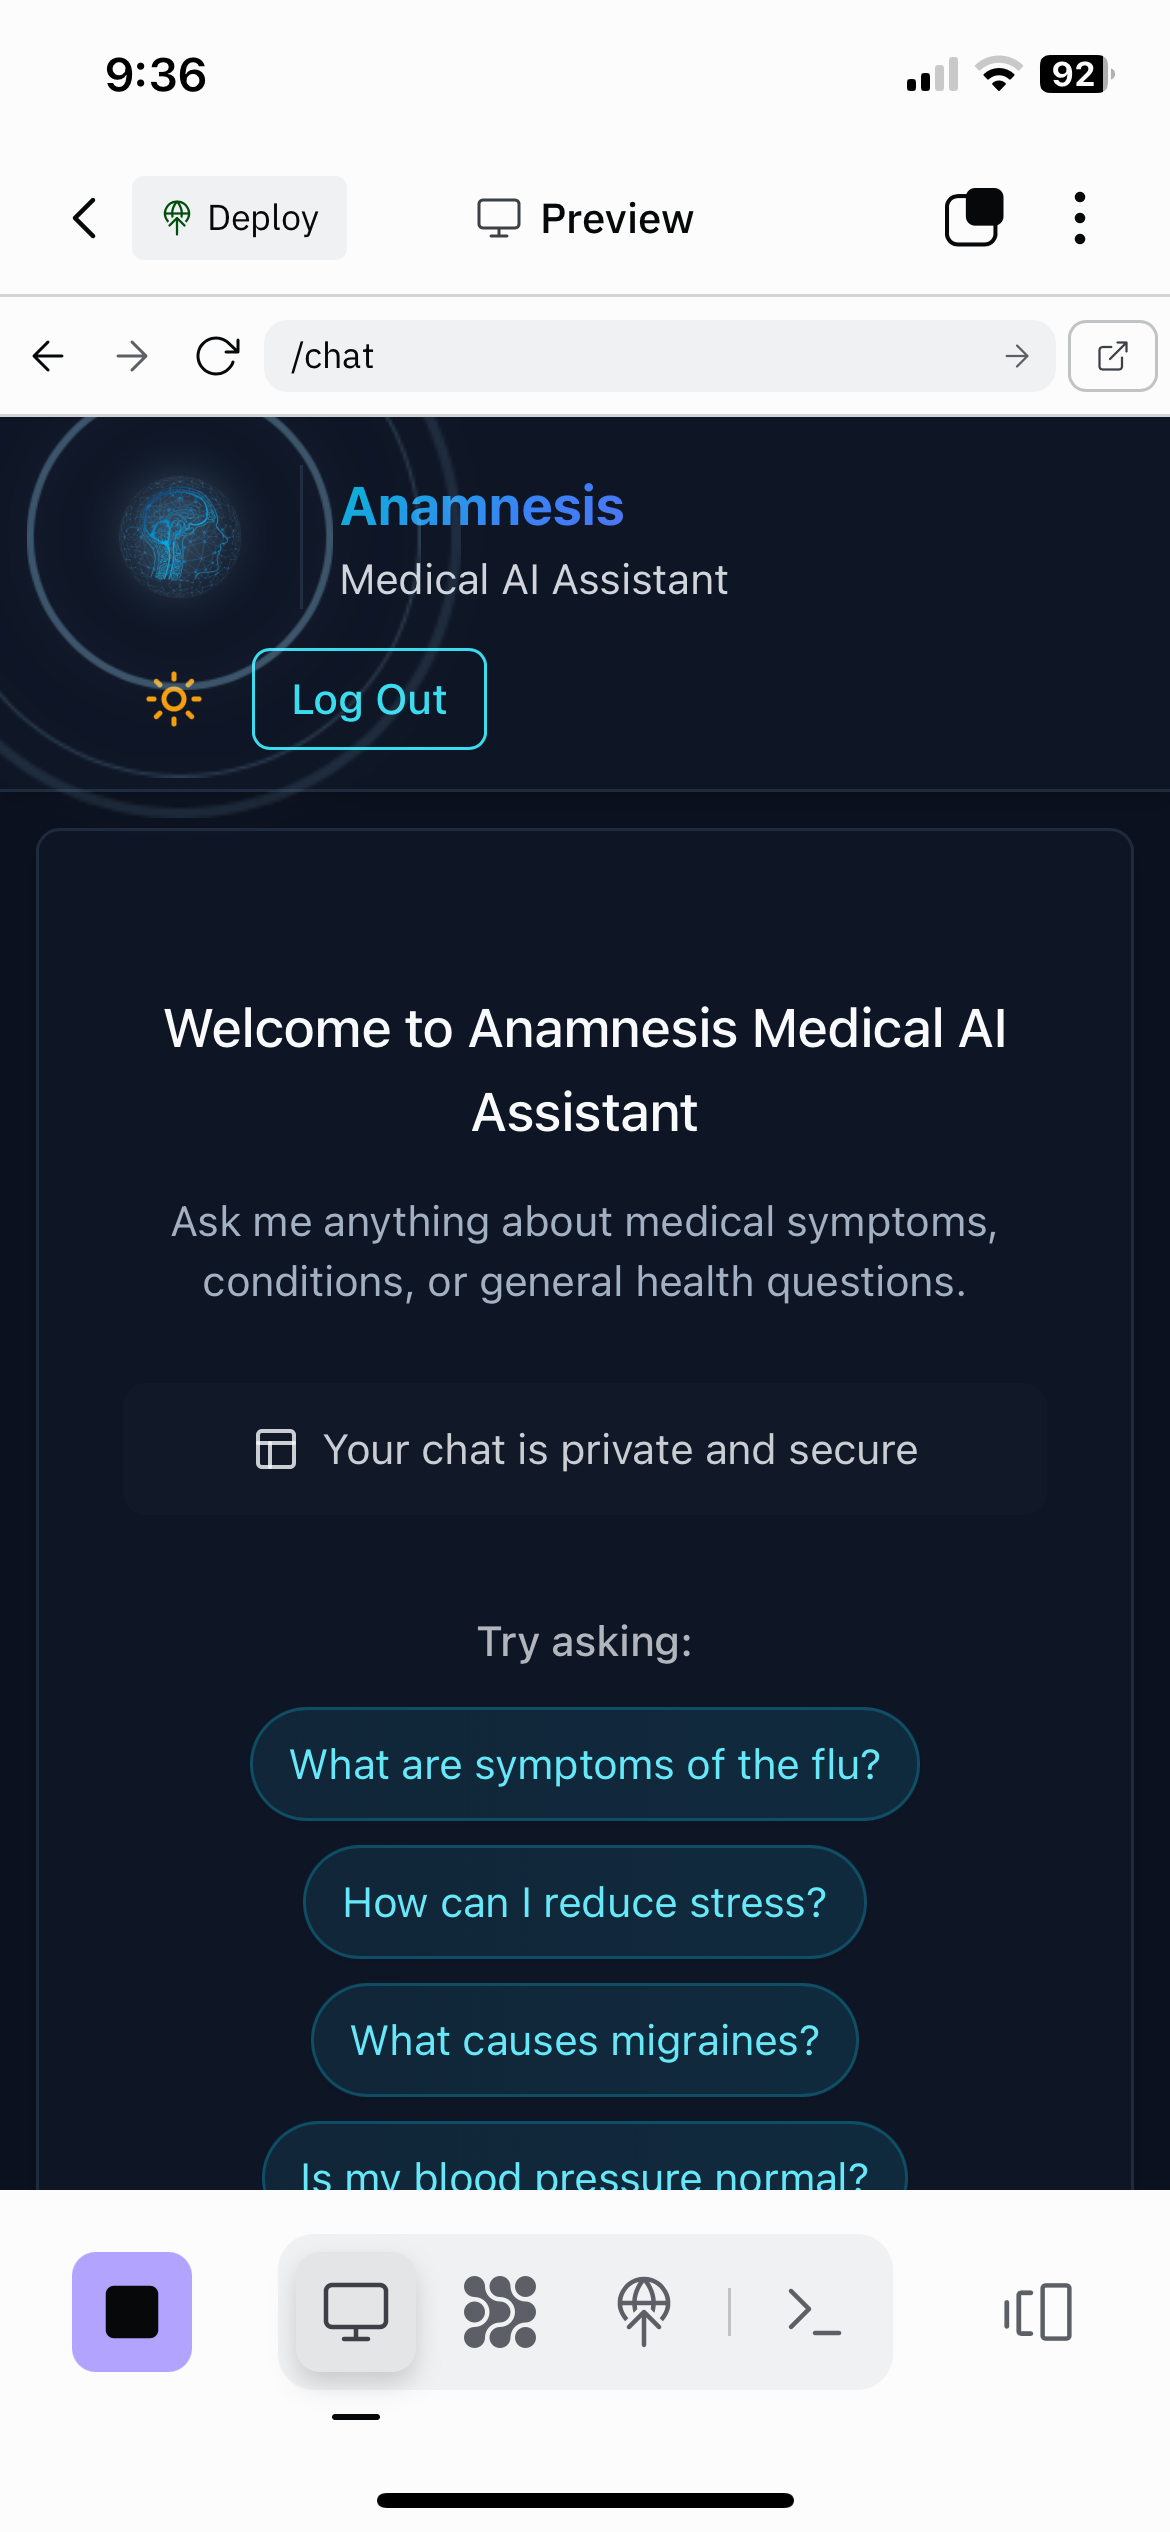 9:36
92
Deploy
Preview
/chat
Anamnesis
Medical AI Assistant
Log Out
Welcome to Anamnesis Medical AI
Assistant
Ask me anything about medical symptoms,
conditions, or general health questions.
Your chat is private and secure
Try asking:
What are symptoms of the flu?
How can I reduce stress?
What causes migraines?
Is my blood pressure normal?